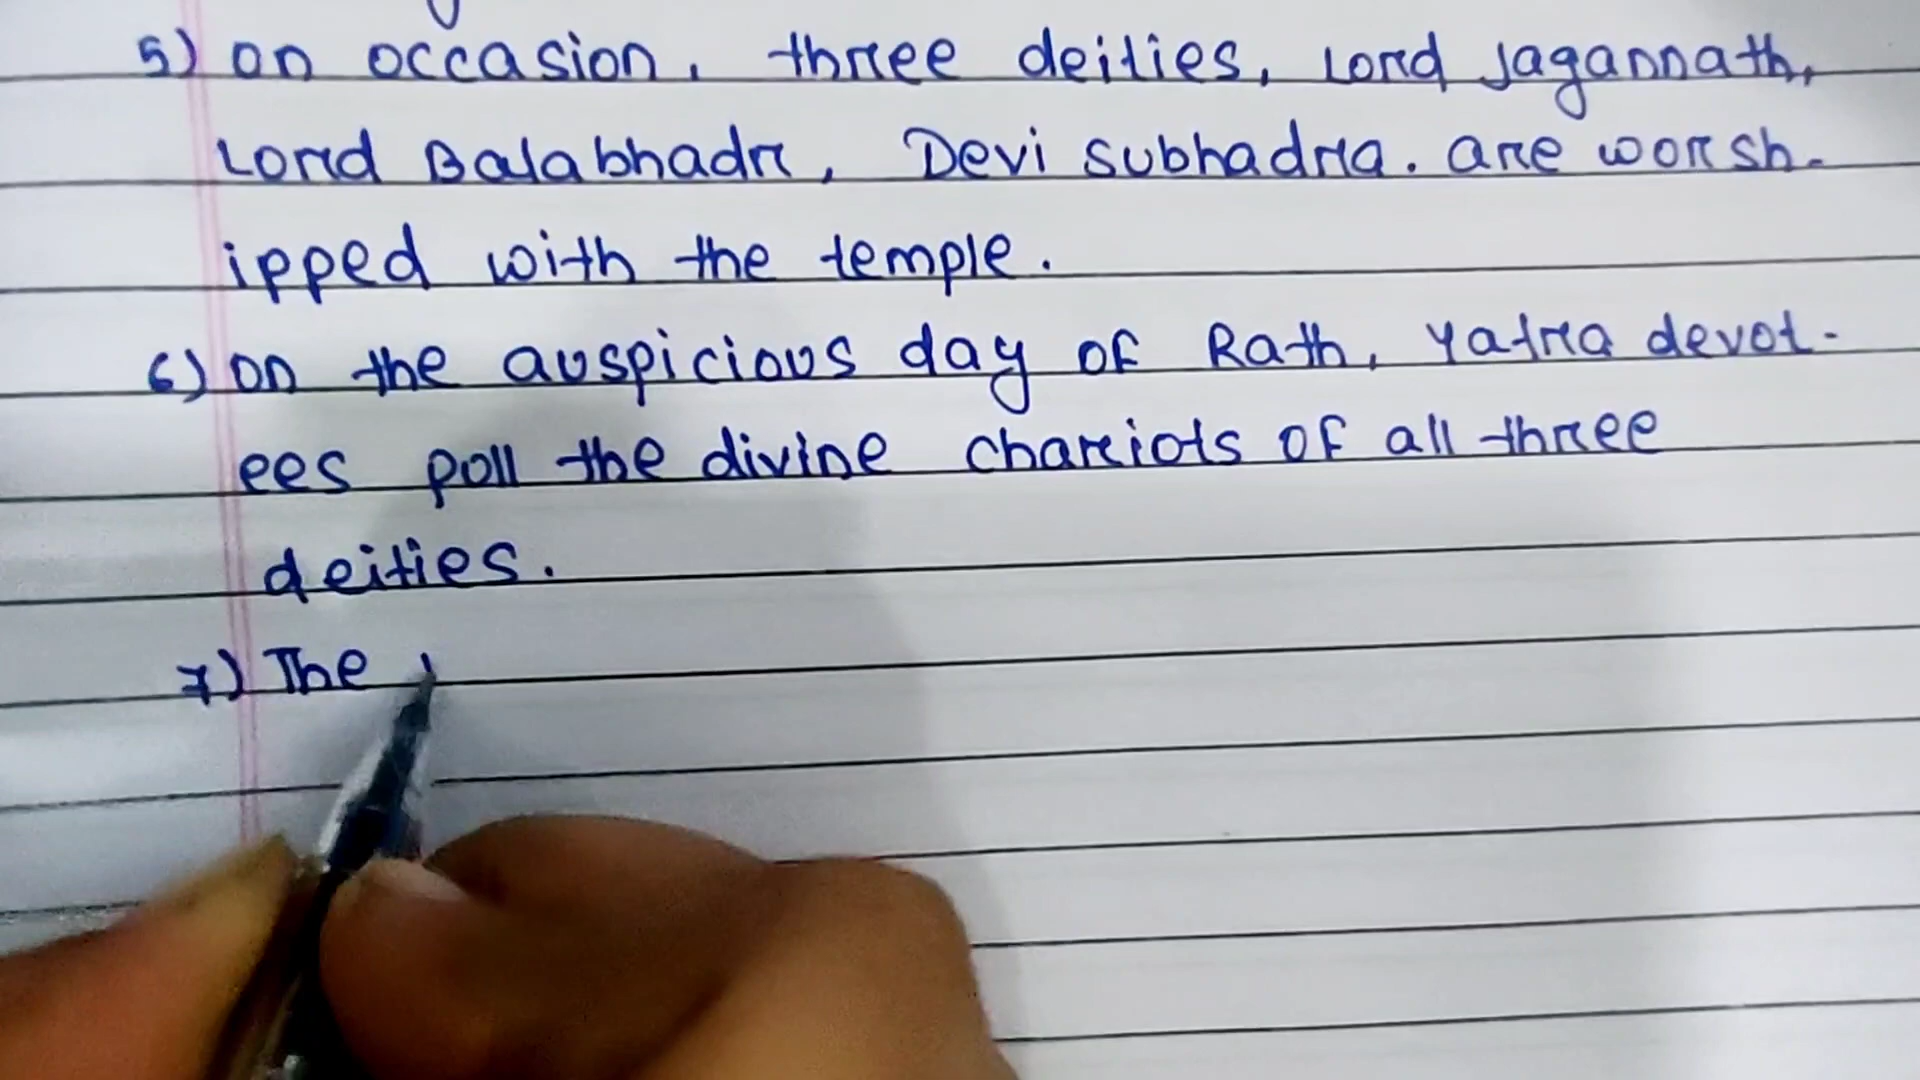 5) on occasion, three deities, Lord Jagannath,
Lord Balabhadr, Devi subhadra. are worsh-
ipped with the temple.
6) on the auspicious day of Rath, Yatra devot-
ees poll the divine chariots of all three
deities.
7) The